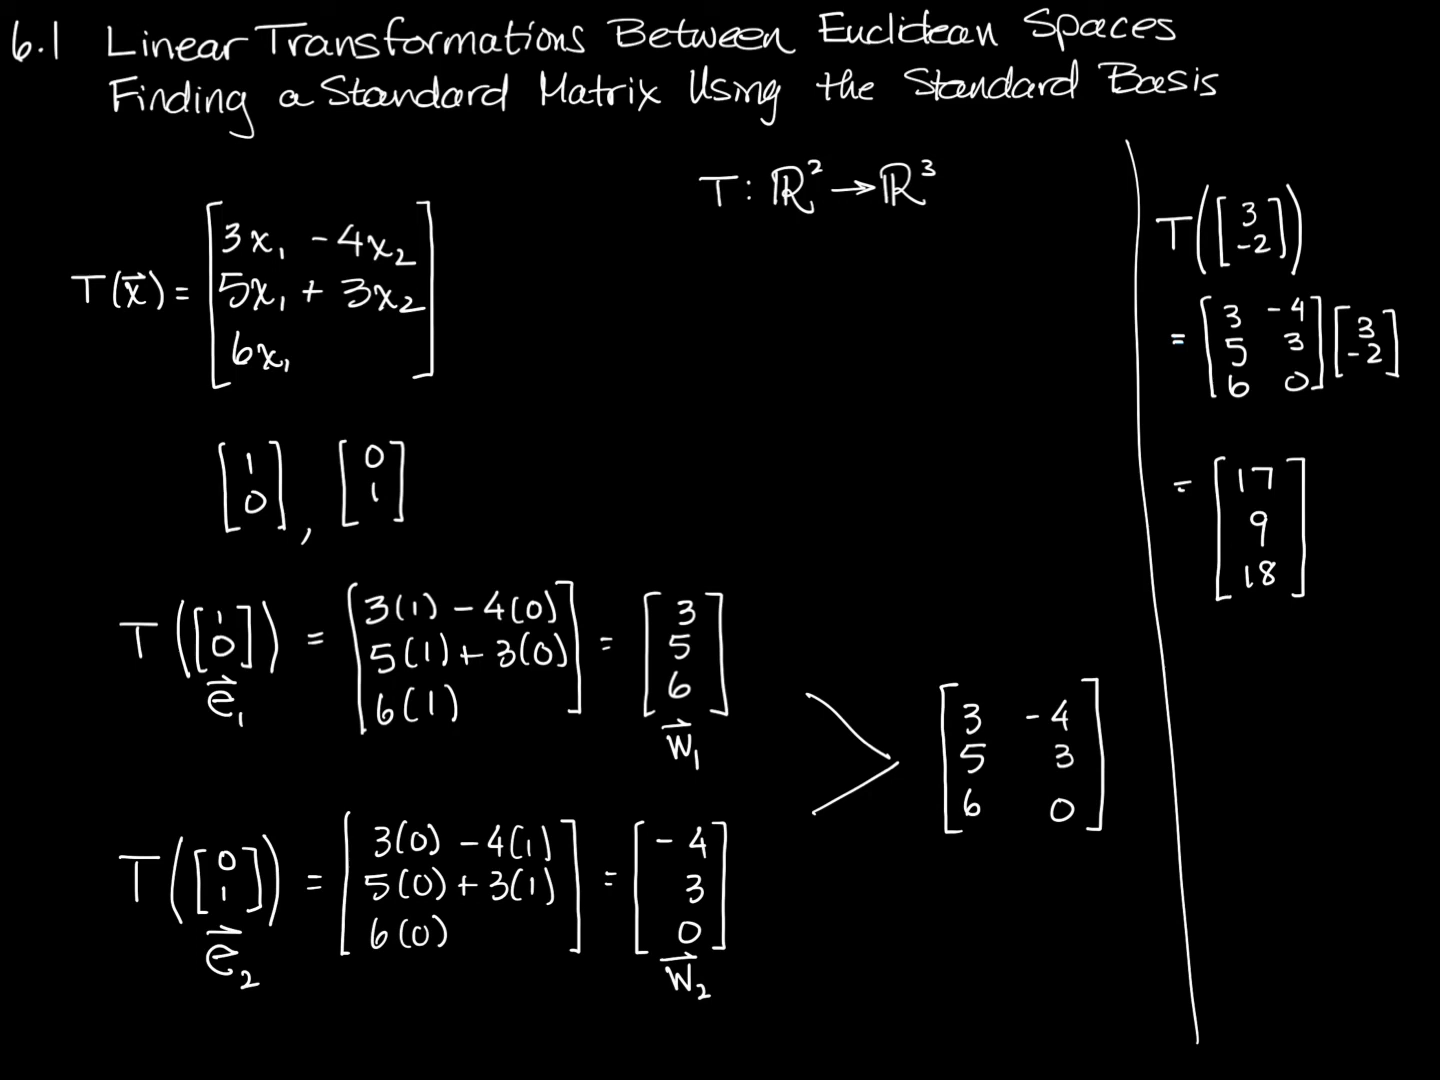 6.1 Linear Transformations Between Euclidean Spaces
Finding a Standard Matrix Using the Standard Basis
T: ℝ² → ℝ³
T(x⃗) = [3x₁ - 4x₂
5x₁ + 3x₂
6x₁]
[1
0] , [0
1]
T([1
0]) = [3(1) - 4(0)
5(1) + 3(0)
6(1)] = [3
5
6]
e⃗₁
w⃗₁
T([0
1]) = [3(0) - 4(1)
5(0) + 3(1)
6(0)] = [-4
3
0]
e⃗₂
w⃗₂
[3 -4
5 3
6 0]
T([3
-2])
= [3 -4
5 3
6 0] [3
-2]
= [17
9
18]